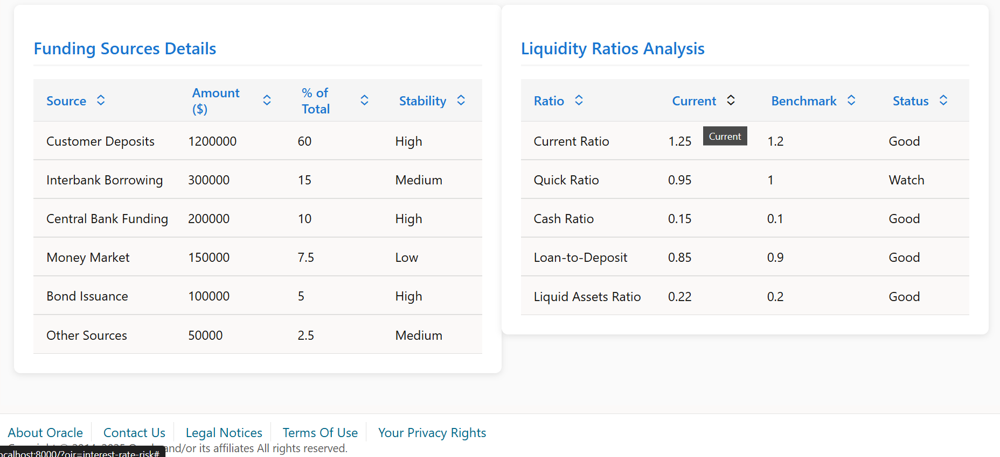 Funding Sources Details
Source Amount ($) % of Total Stability
Customer Deposits 1200000 60 High
Interbank Borrowing 300000 15 Medium
Central Bank Funding 200000 10 High
Money Market 150000 7.5 Low
Bond Issuance 100000 5 High
Other Sources 50000 2.5 Medium
Liquidity Ratios Analysis
Ratio Current Benchmark Status
Current
Current Ratio 1.25 1.2 Good
Quick Ratio 0.95 1 Watch
Cash Ratio 0.15 0.1 Good
Loan-to-Deposit 0.85 0.9 Good
Liquid Assets Ratio 0.22 0.2 Good
About Oracle Contact Us Legal Notices Terms Of Use Your Privacy Rights
and/or its affiliates All rights reserved.
ocalhost:8000/?ojr=interest-rate-risk#